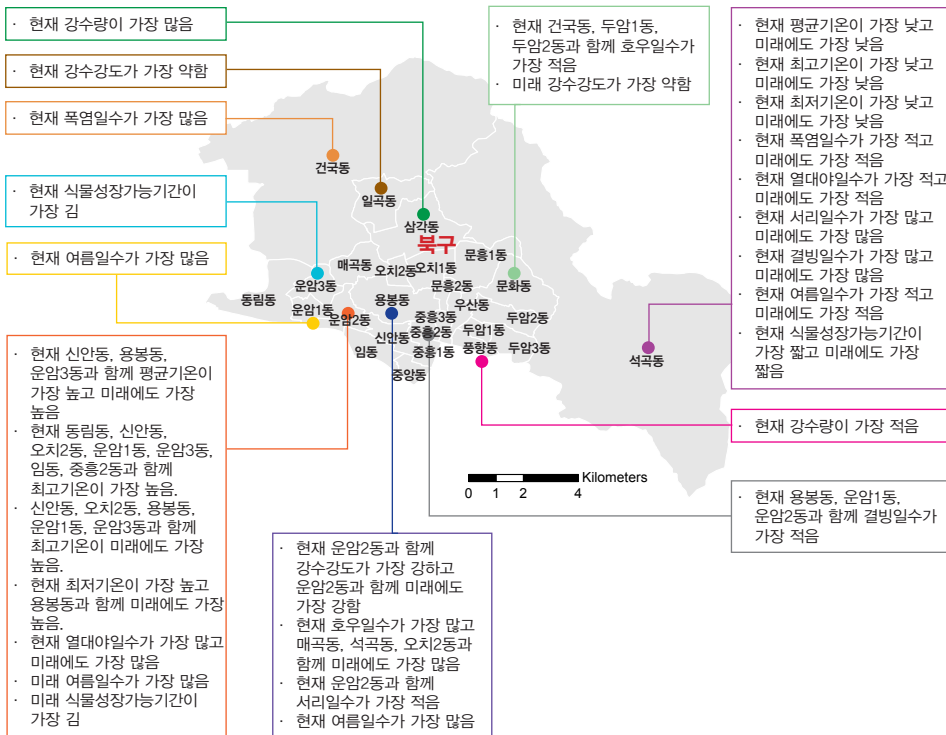 · 현재 강수량이 가장 많음
· 현재 강수강도가 가장 약함
· 현재 폭염일수가 가장 많음
· 현재 식물성장가능기간이
가장 김
· 현재 여름일수가 가장 많음
· 현재 신안동, 용봉동,
운암3동과 함께 평균기온이
가장 높고 미래에도 가장
높음
· 현재 동림동, 신안동,
오치2동, 운암1동, 운암3동,
임동, 중흥2동과 함께
최고기온이 가장 높음.
· 신안동, 오치2동, 용봉동,
운암1동, 운암3동과 함께
최고기온이 미래에도 가장
높음.
· 현재 최저기온이 가장 높고
용봉동과 함께 미래에도 가장
높음.
· 현재 열대야일수가 가장 많고
미래에도 가장 많음
· 미래 여름일수가 가장 많음
· 미래 식물성장가능기간이
가장 김
· 현재 건국동, 두암1동,
두암2동과 함께 호우일수가
가장 적음
· 미래 강수강도가 가장 약함
· 현재 평균기온이 가장 낮고
미래에도 가장 낮음
· 현재 최고기온이 가장 낮고
미래에도 가장 낮음
· 현재 최저기온이 가장 낮고
미래에도 가장 낮음
· 현재 폭염일수가 가장 적고
미래에도 가장 적음
· 현재 열대야일수가 가장 적고
미래에도 가장 적음
· 현재 서리일수가 가장 많고
미래에도 가장 많음
· 현재 결빙일수가 가장 많고
미래에도 가장 많음
· 현재 여름일수가 가장 적고
미래에도 가장 적음
· 현재 식물성장가능기간이
가장 짧고 미래에도 가장
짧음
· 현재 강수량이 가장 적음
· 현재 용봉동, 운암1동,
운암2동과 함께 결빙일수가
가장 적음
· 현재 운암2동과 함께
강수강도가 가장 강하고
운암2동과 함께 미래에도
가장 강함
· 현재 호우일수가 가장 많고
매곡동, 석곡동, 오치2동과
함께 미래에도 가장 많음
· 현재 운암2동과 함께
서리일수가 가장 적음
· 현재 여름일수가 가장 많음
건국동
일곡동
삼각동
북구
문흥1동
매곡동
오치2동
오치1동
운암3동
문흥2동
문화동
동림동
운암1동
운암2동
용봉동
우산동
중흥3동
두암2동
신안동
중흥2동
두암1동
임동
중흥1동
풍향동
두암3동
중앙동
석곡동
Kilometers
0 1 2 4